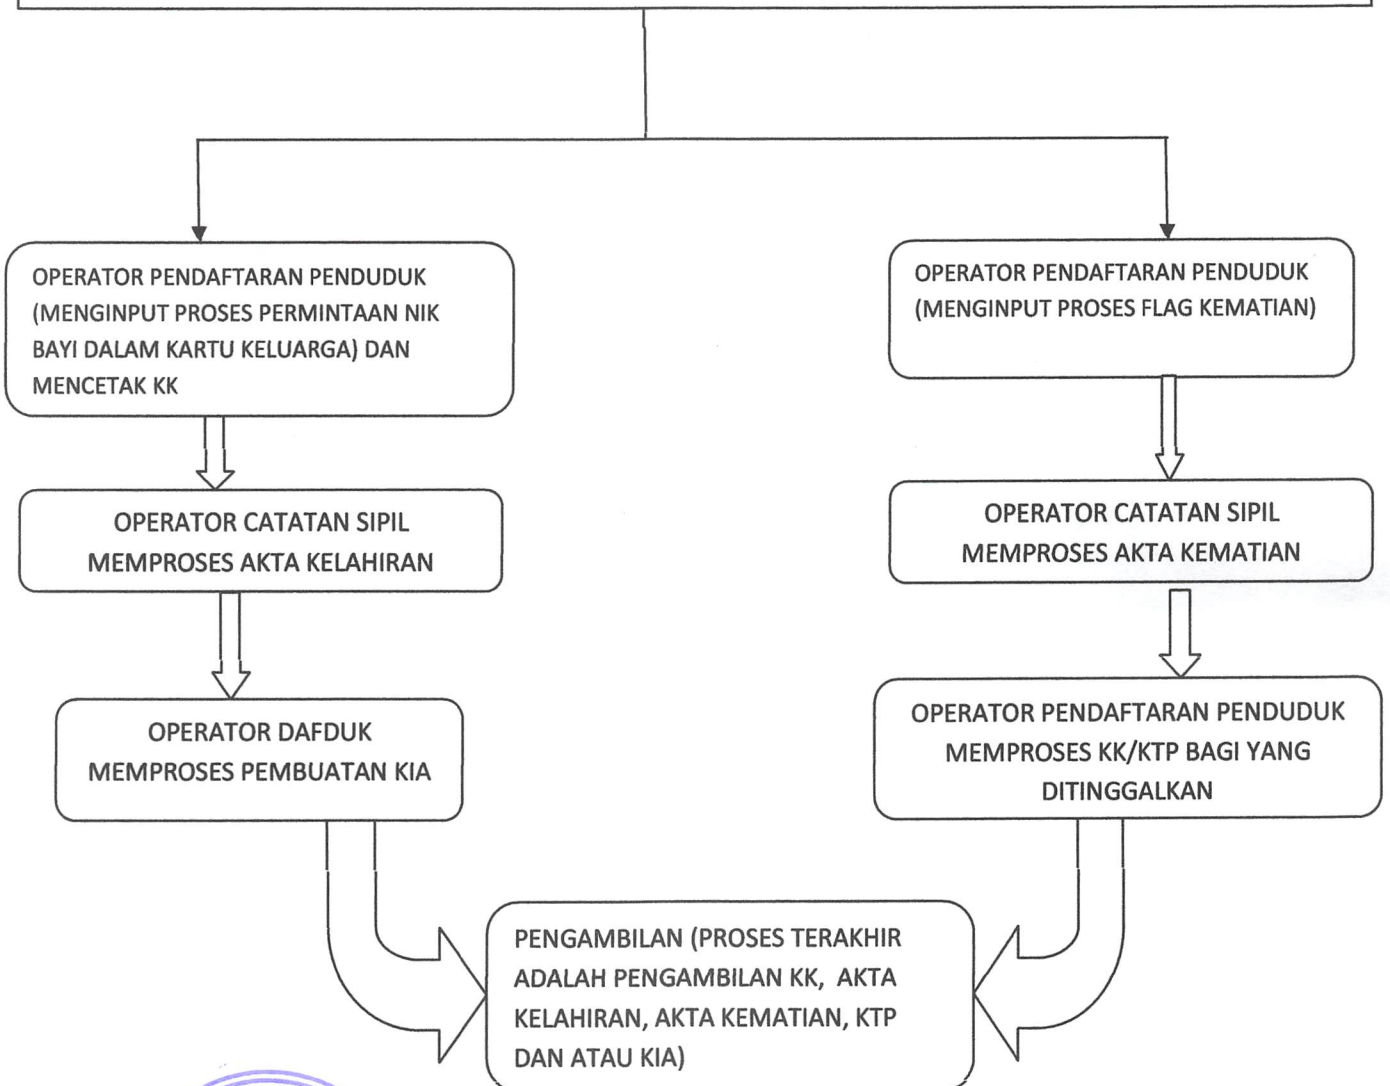 OPERATOR PENDAFTARAN PENDUDUK
(MENGINPUT PROSES PERMINTAAN NIK
BAYI DALAM KARTU KELUARGA) DAN
MENCETAK KK
OPERATOR CATATAN SIPIL
MEMPROSES AKTA KELAHIRAN
OPERATOR DAFDUK
MEMPROSES PEMBUATAN KIA
OPERATOR PENDAFTARAN PENDUDUK
(MENGINPUT PROSES FLAG KEMATIAN)
OPERATOR CATATAN SIPIL
MEMPROSES AKTA KEMATIAN
OPERATOR PENDAFTARAN PENDUDUK
MEMPROSES KK/KTP BAGI YANG
DITINGGALKAN
PENGAMBILAN (PROSES TERAKHIR
ADALAH PENGAMBILAN KK, AKTA
KELAHIRAN, AKTA KEMATIAN, KTP
DAN ATAU KIA)